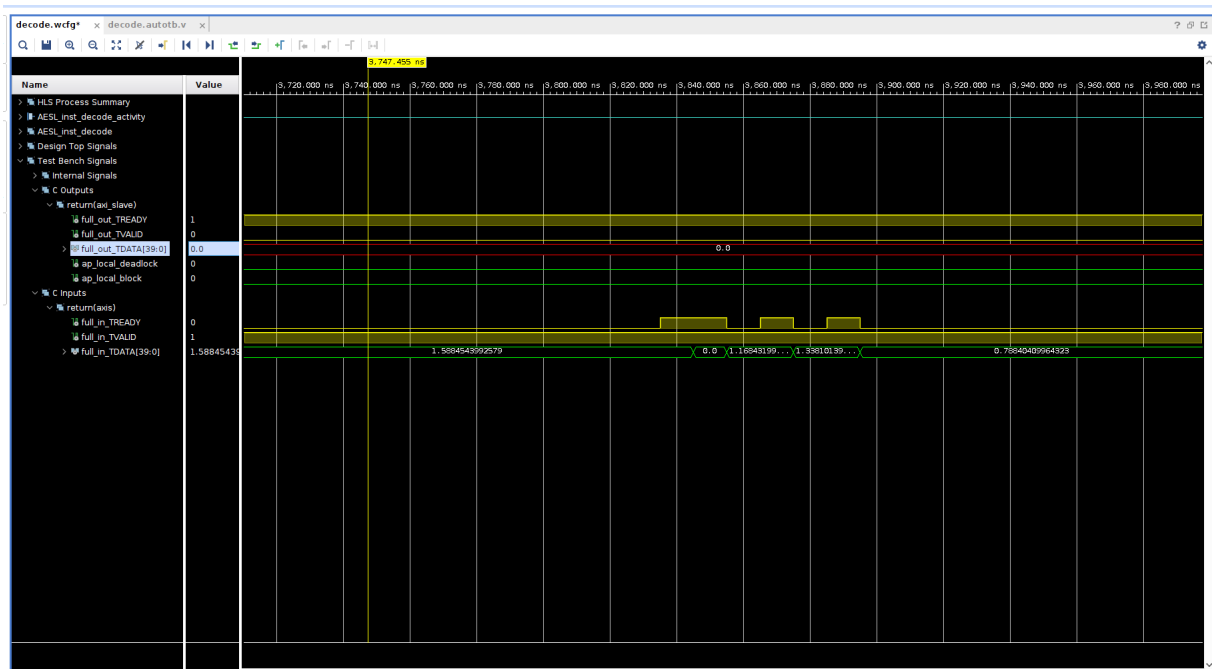 decode.wcfg* × decode.autotb.v ×
?
3,747.455 ns
Name Value
3,720.000 ns 3,740.000 ns 3,760.000 ns 3,780.000 ns 3,800.000 ns 3,820.000 ns 3,840.000 ns 3,860.000 ns 3,880.000 ns 3,900.000 ns 3,920.000 ns 3,940.000 ns 3,960.000 ns 3,980.000 ns
HLS Process Summary
AESL_inst_decode_activity
AESL_inst_decode
Design Top Signals
Test Bench Signals
Internal Signals
C Outputs
return(axi_slave)
full_out_TREADY 1
full_out_TVALID 0
full_out_TDATA[39:0] 0.0 0.0
ap_local_deadlock 0
ap_local_block 0
C Inputs
return(axis)
full_in_TREADY 0
full_in_TVALID 1
full_in_TDATA[39:0] 1.58845439 1.5884543992579 0.0 1.16843199... 1.33810139... 0.78840409964323